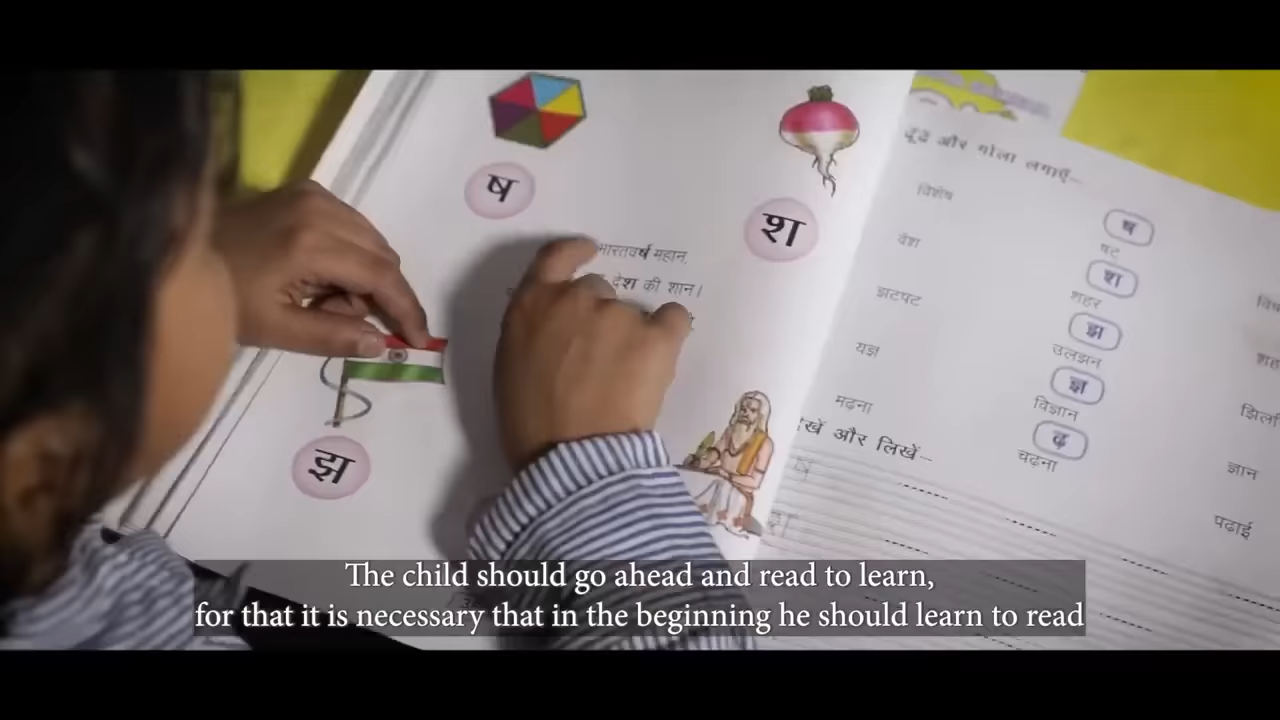 ष
श
भारतवर्ष महान
देश की शान।
झ
ढूँढें और गोला लगाएँ—
विशेष
ष
षट
वेश
श
शहर
झटपट
झ
उलझन
यज्ञ
ज्ञ
विज्ञान
मढ़ना
ढ़
चढ़ना
ज्ञान
पढ़ाई
और लिखें—
The child should go ahead and read to learn,
for that it is necessary that in the beginning he should learn to read